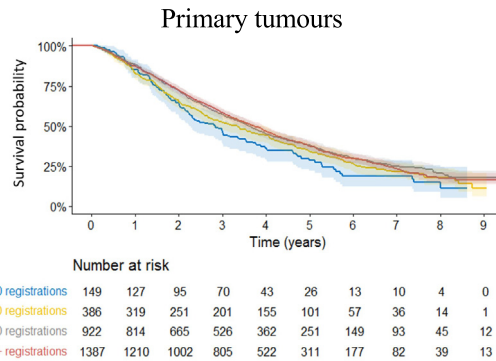 Primary tumours
100%
75%
50%
25%
0%
Survival probability
0 1 2 3 4 5 6 7 8 9
Time (years)
Number at risk
0 registrations 149 127 95 70 43 26 13 10 4 0
0 registrations 386 319 251 201 155 101 57 36 14 1
0 registrations 922 814 665 526 362 251 149 93 45 12
registrations 1387 1210 1002 805 522 311 177 82 39 13